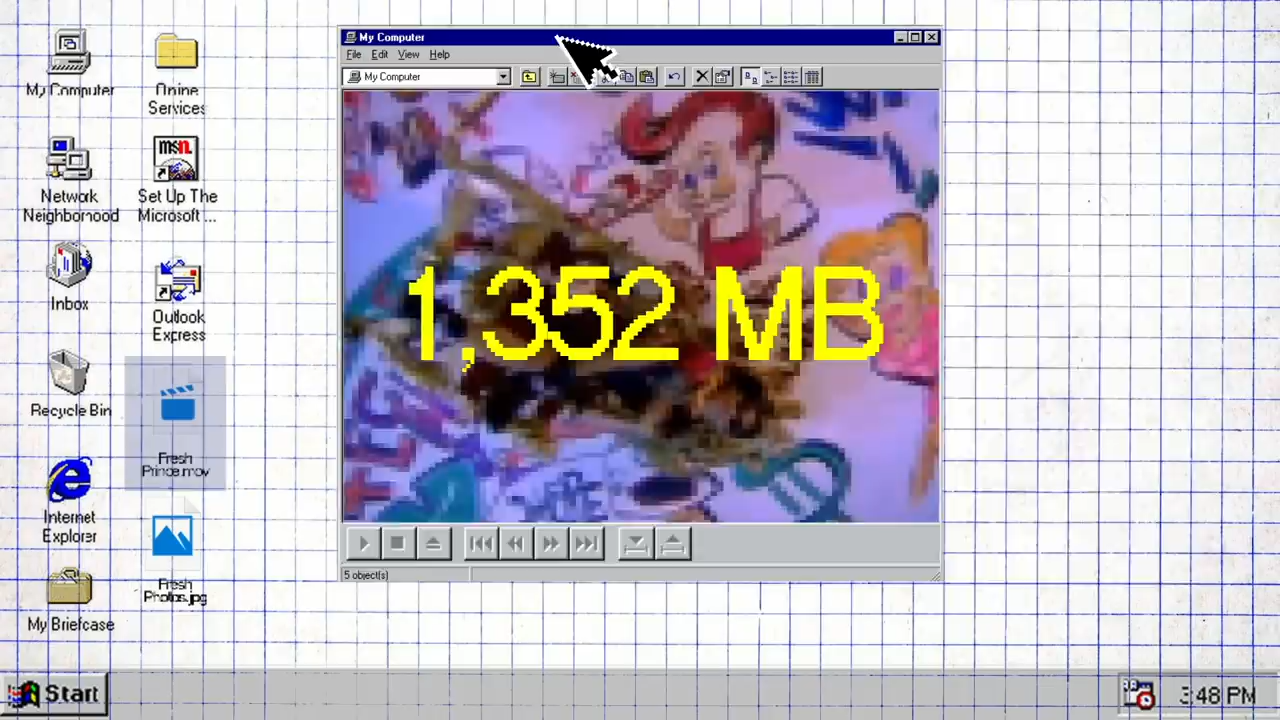 My Computer
File Edit View Help
My Computer
My Computer
Online
Services
msn.
Network
Neighborhood
Set Up The
Microsoft ...
Inbox
Outlook
Express
1,352 MB
Recycle Bin
Fresh
Prince.mov
Internet
Explorer
Fresh
Photos.jpg
5 object(s)
My Briefcase
Start
3:48 PM